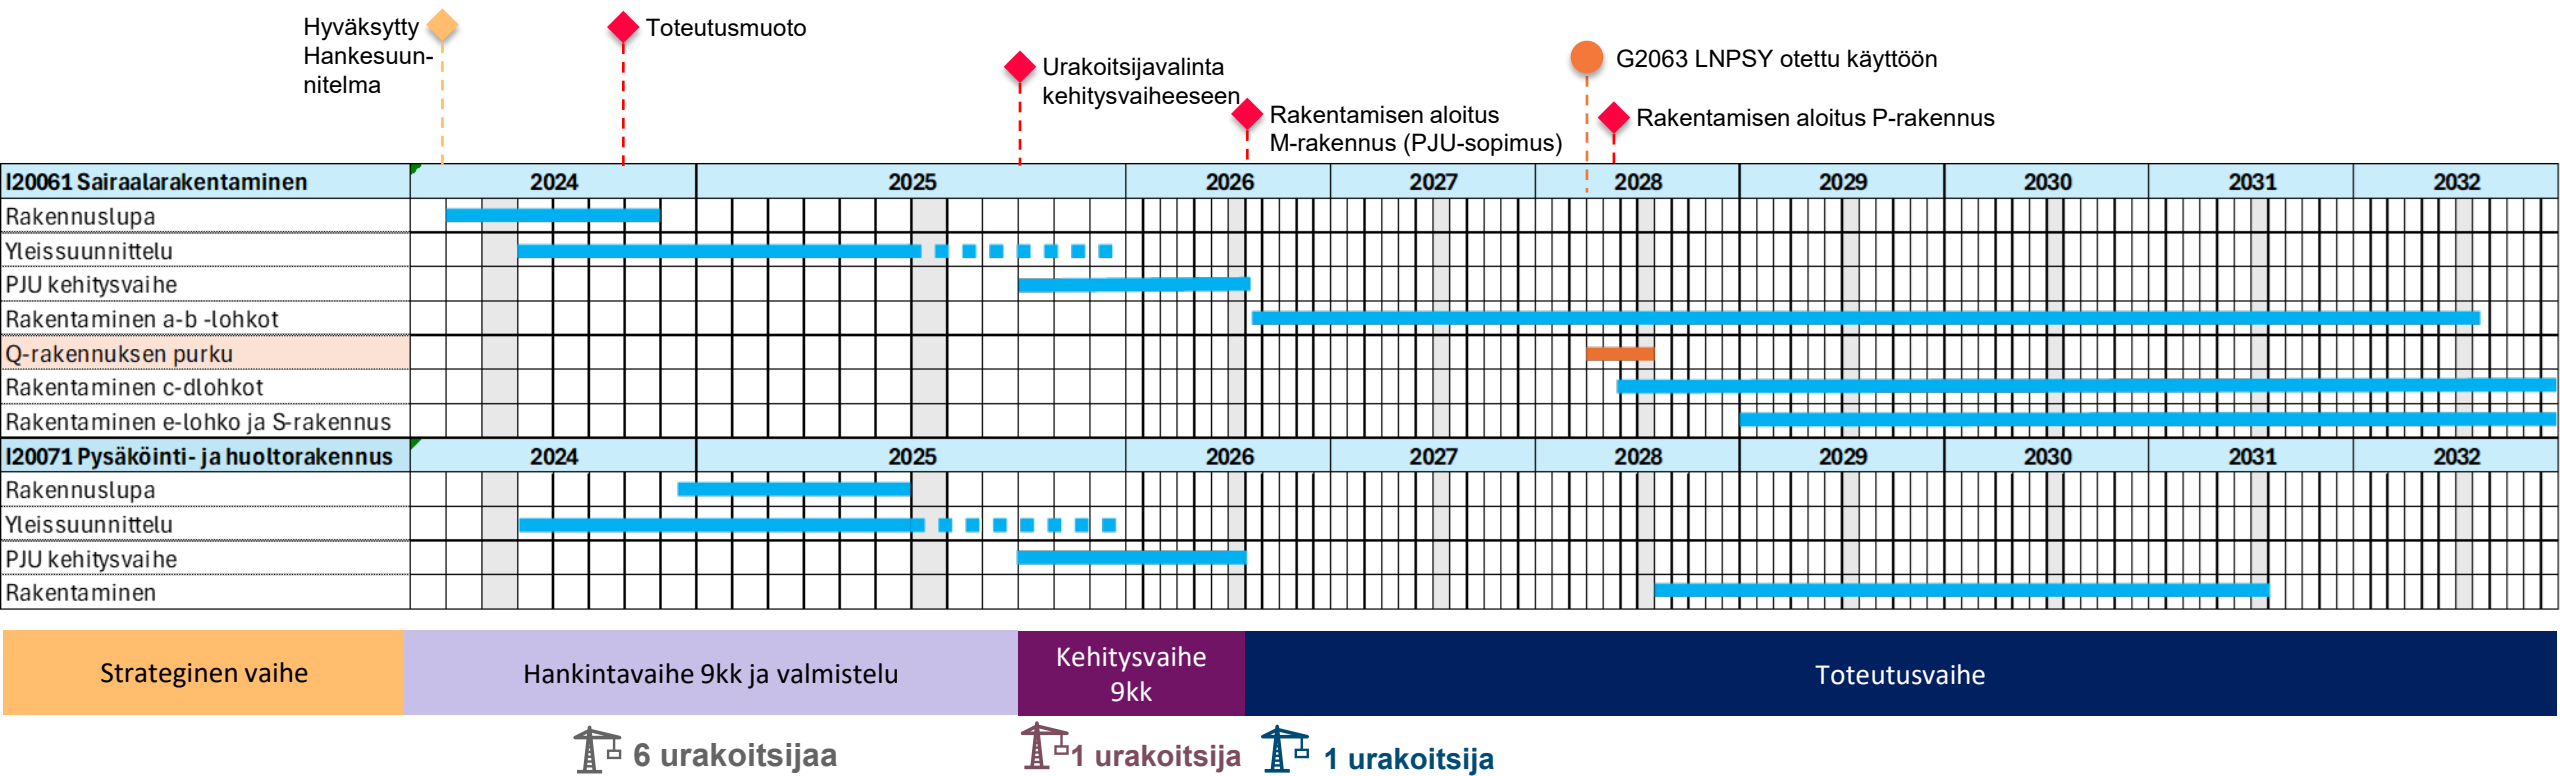 Hyväksytty
Hankesuun-
nitelma
Toteutusmuoto
Urakoitsijavalinta
kehitysvaiheeseen
Rakentamisen aloitus
M-rakennus (PJU-sopimus)
G2063 LNPSY otettu käyttöön
Rakentamisen aloitus P-rakennus
I20061 Sairaalarakentaminen 2024 2025 2026 2027 2028 2029 2030 2031 2032
Rakennuslupa
Yleissuunnittelu
PJU kehitysvaihe
Rakentaminen a-b -lohkot
Q-rakennuksen purku
Rakentaminen c-dlohkot
Rakentaminen e-lohko ja S-rakennus
I20071 Pysäköinti- ja huoltorakennus 2024 2025 2026 2027 2028 2029 2030 2031 2032
Rakennuslupa
Yleissuunnittelu
PJU kehitysvaihe
Rakentaminen
Strateginen vaihe
Hankintavaihe 9kk ja valmistelu
Kehitysvaihe
9kk
Toteutusvaihe
6 urakoitsijaa
1 urakoitsija
1 urakoitsija